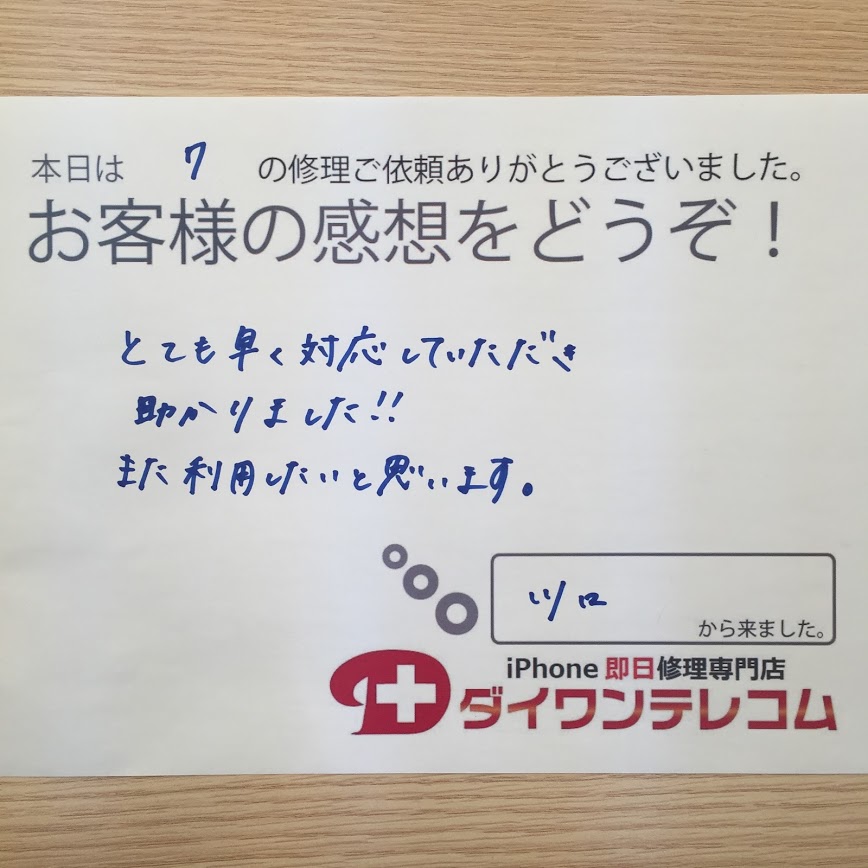 本日は 7 の修理ご依頼ありがとうございました。
お客様の感想をどうぞ！
とても早く対応していただき
助かりました!!
また利用したいと思います。
川口
から来ました。
iPhone 即日修理専門店
ダイワンテレコム